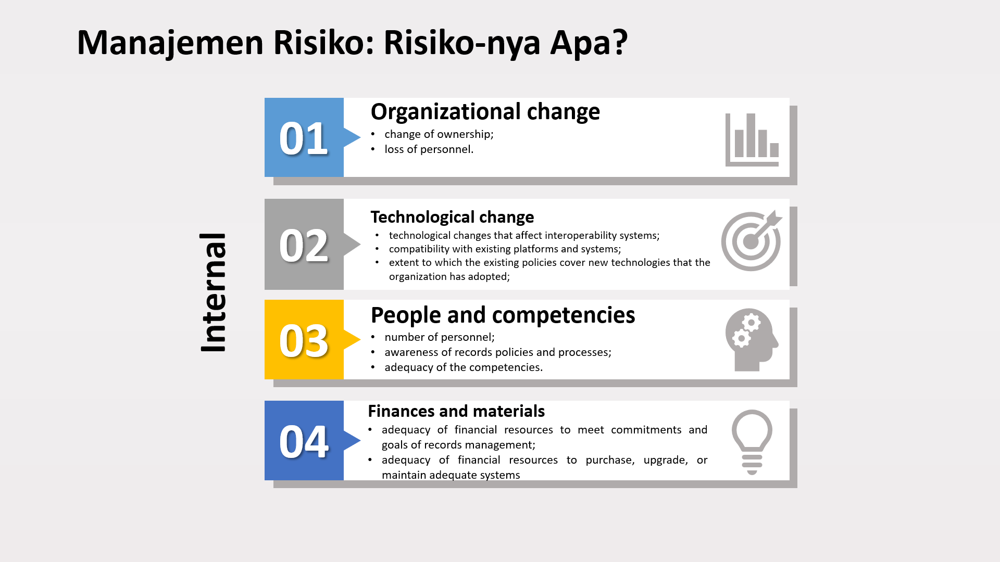 Manajemen Risiko: Risiko-nya Apa?
Internal
01
Organizational change
• change of ownership;
• loss of personnel.
02
Technological change
• technological changes that affect interoperability systems;
• compatibility with existing platforms and systems;
• extent to which the existing policies cover new technologies that the
organization has adopted;
03
People and competencies
• number of personnel;
• awareness of records policies and processes;
• adequacy of the competencies.
04
Finances and materials
• adequacy of financial resources to meet commitments and
goals of records management;
• adequacy of financial resources to purchase, upgrade, or
maintain adequate systems